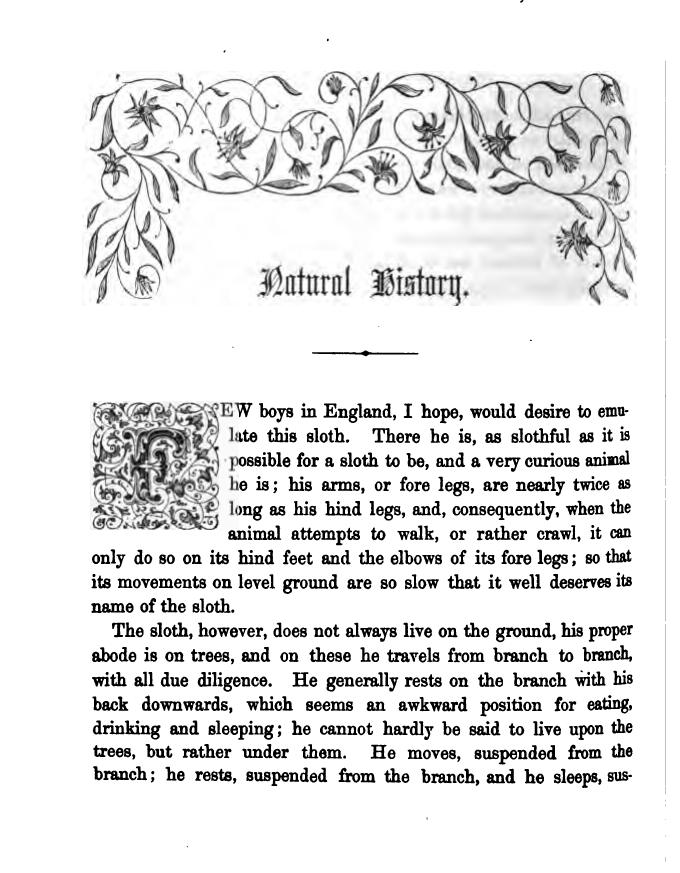 Natural History.
FEW boys in England, I hope, would desire to emu-
late this sloth. There he is, as slothful as it is
possible for a sloth to be, and a very curious animal
he is; his arms, or fore legs, are nearly twice as
long as his hind legs, and, consequently, when the
animal attempts to walk, or rather crawl, it can
only do so on its hind feet and the elbows of its fore legs; so that
its movements on level ground are so slow that it well deserves its
name of the sloth.
The sloth, however, does not always live on the ground, his proper
abode is on trees, and on these he travels from branch to branch,
with all due diligence. He generally rests on the branch with his
back downwards, which seems an awkward position for eating,
drinking and sleeping; he cannot hardly be said to live upon the
trees, but rather under them. He moves, suspended from the
branch; he rests, suspended from the branch, and he sleeps, sus-